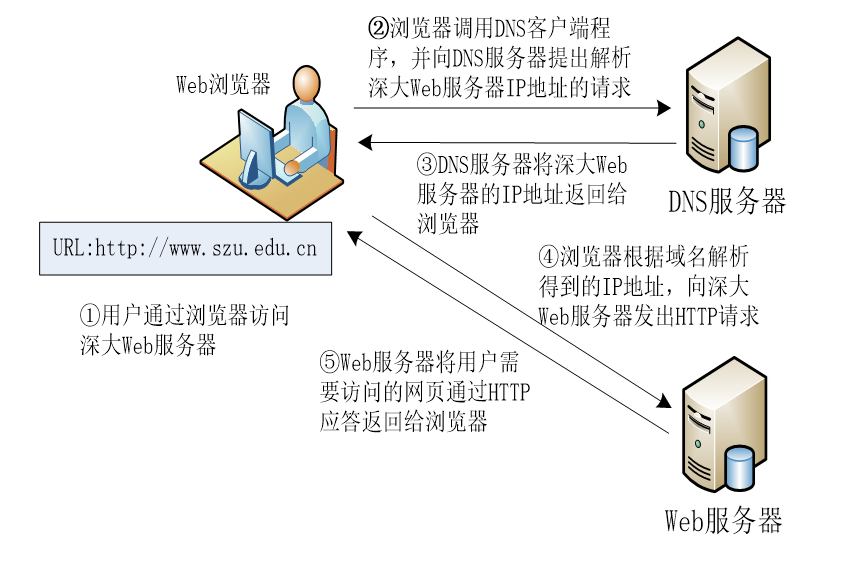 Web浏览器
②浏览器调用DNS客户端程
序，并向DNS服务器提出解析
深大Web服务器IP地址的请求
③DNS服务器将深大Web
服务器的IP地址返回给
浏览器
DNS服务器
URL:http://www.szu.edu.cn
①用户通过浏览器访问
深大Web服务器
④浏览器根据域名解析
得到的IP地址，向深大
Web服务器发出HTTP请求
⑤Web服务器将用户需
要访问的网页通过HTTP
应答返回给浏览器
Web服务器